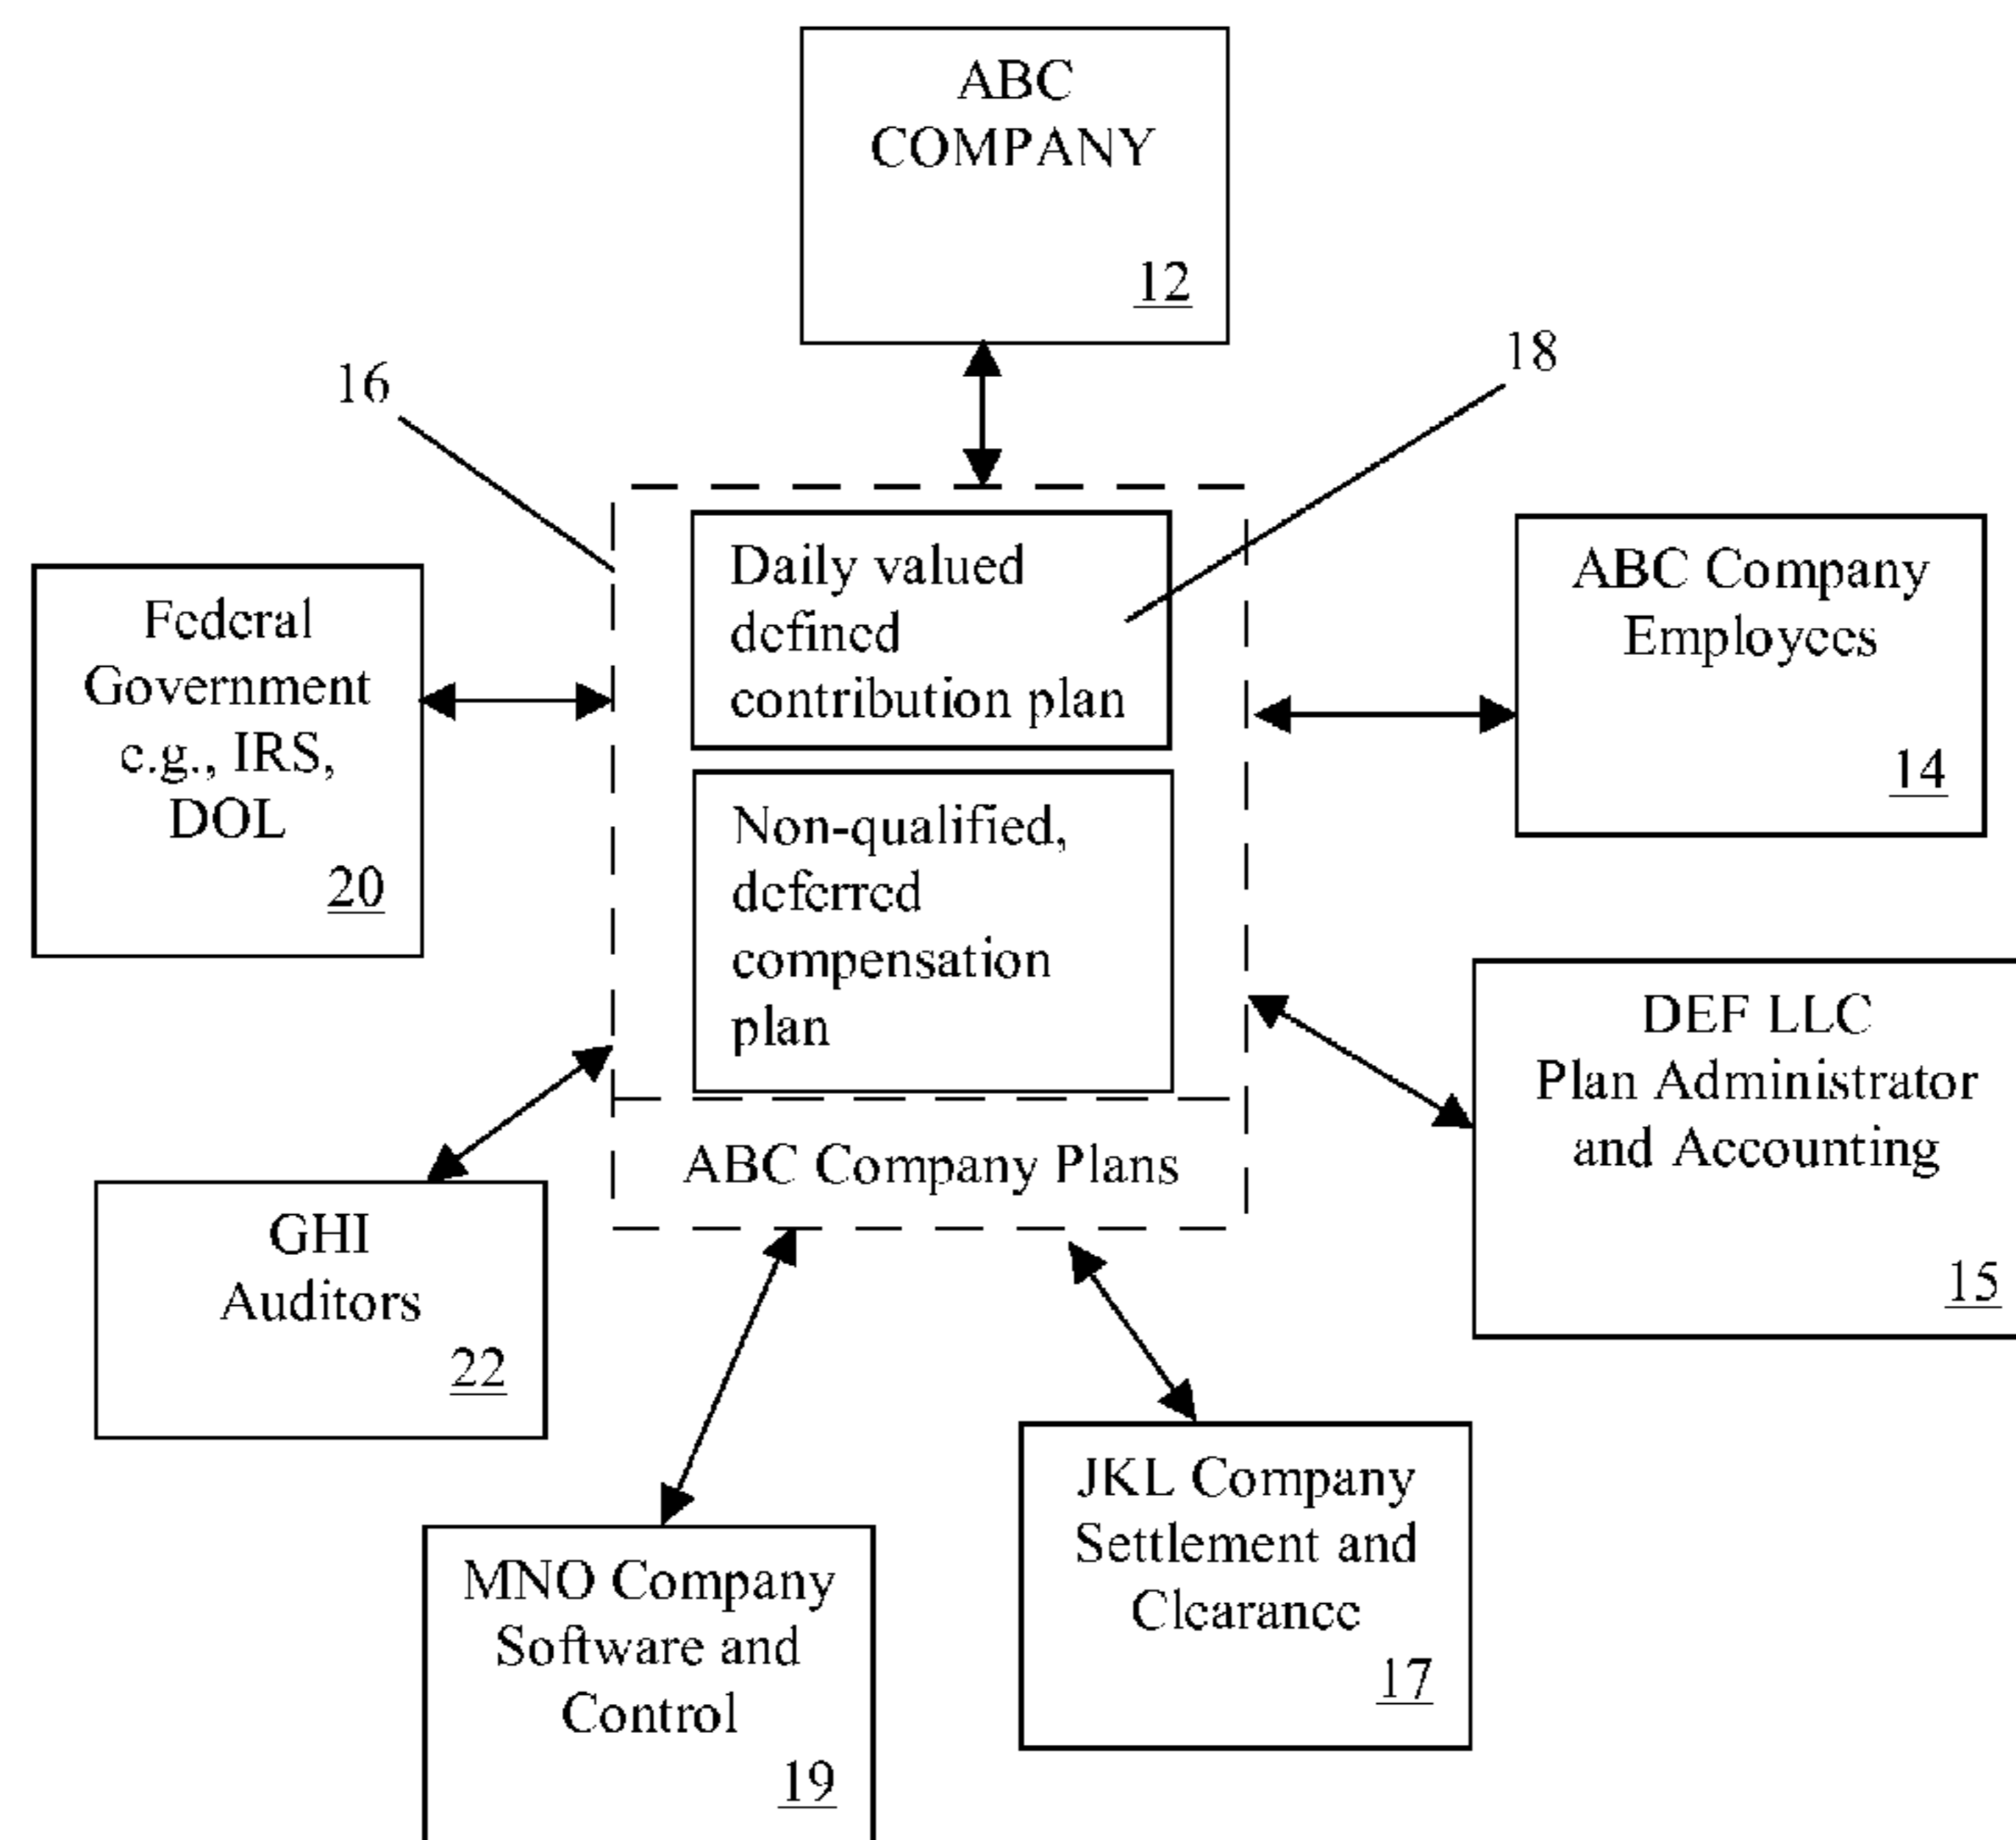 ABC
COMPANY
12
16
18
Daily valued
defined
contribution plan
Non-qualified,
deferred
compensation
plan
ABC Company Plans
Federal
Government
e.g., IRS,
DOL
20
ABC Company
Employees
14
DEF LLC
Plan Administrator
and Accounting
15
GHI
Auditors
22
JKL Company
Settlement and
Clearance
17
MNO Company
Software and
Control
19